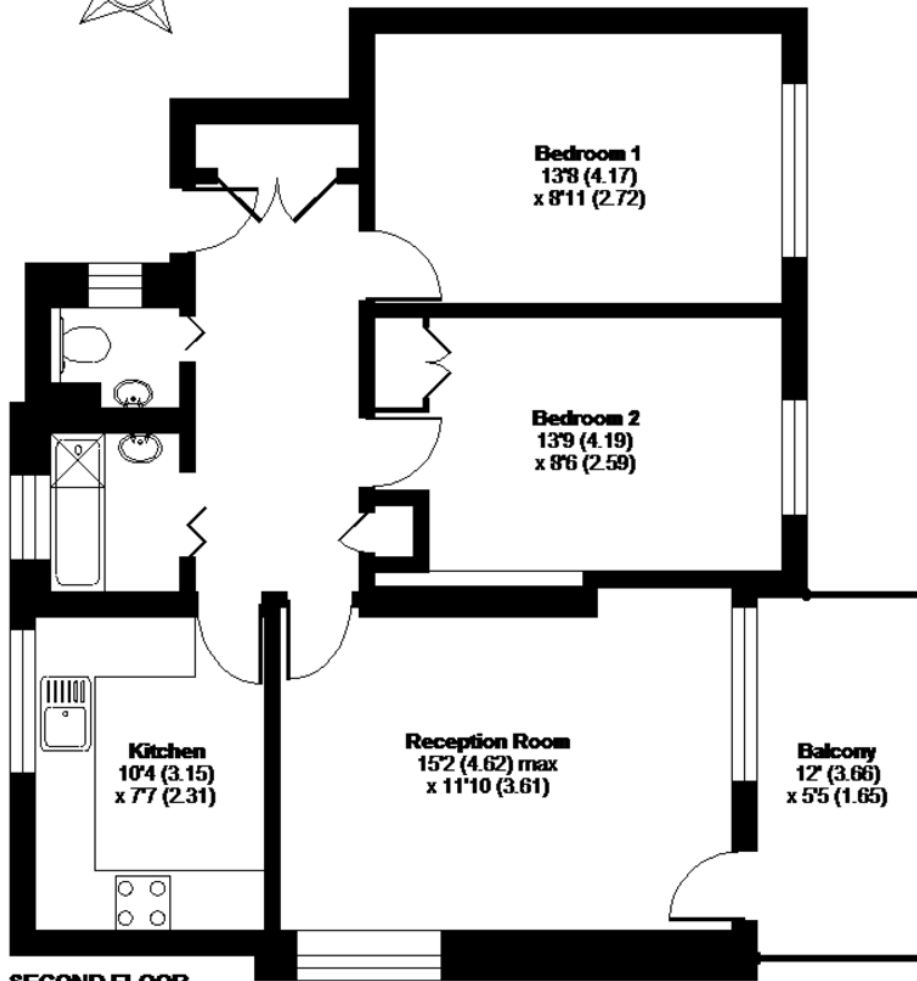 Bedroom 1
13'8 (4.17)
x 8'11 (2.72)
Bedroom 2
13'9 (4.19)
x 8'6 (2.59)
Kitchen
10'4 (3.15)
x 7'7 (2.31)
Reception Room
15'2 (4.62) max
x 11'10 (3.61)
Balcony
12' (3.66)
x 5'5 (1.65)
SECOND FLOOR